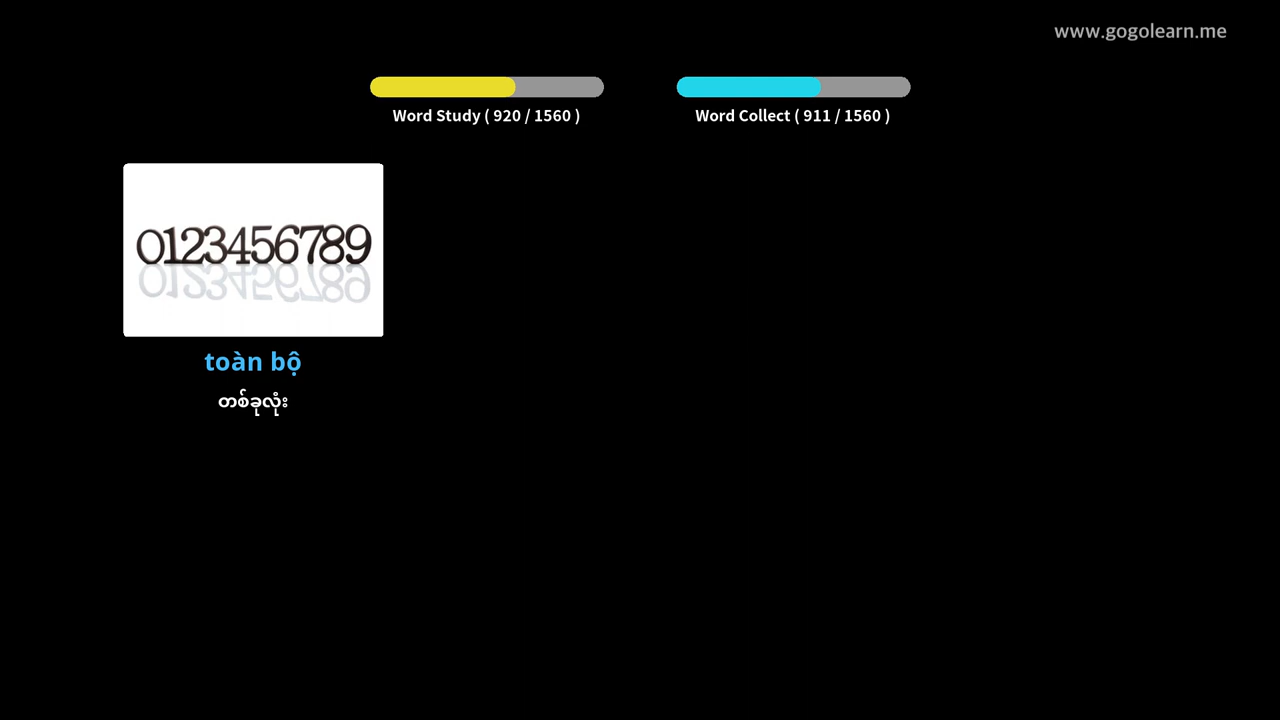 www.gogolearn.me
Word Study ( 920 / 1560 )
Word Collect ( 911 / 1560 )
0123456789
toàn bộ
တစ်ခုလုံး